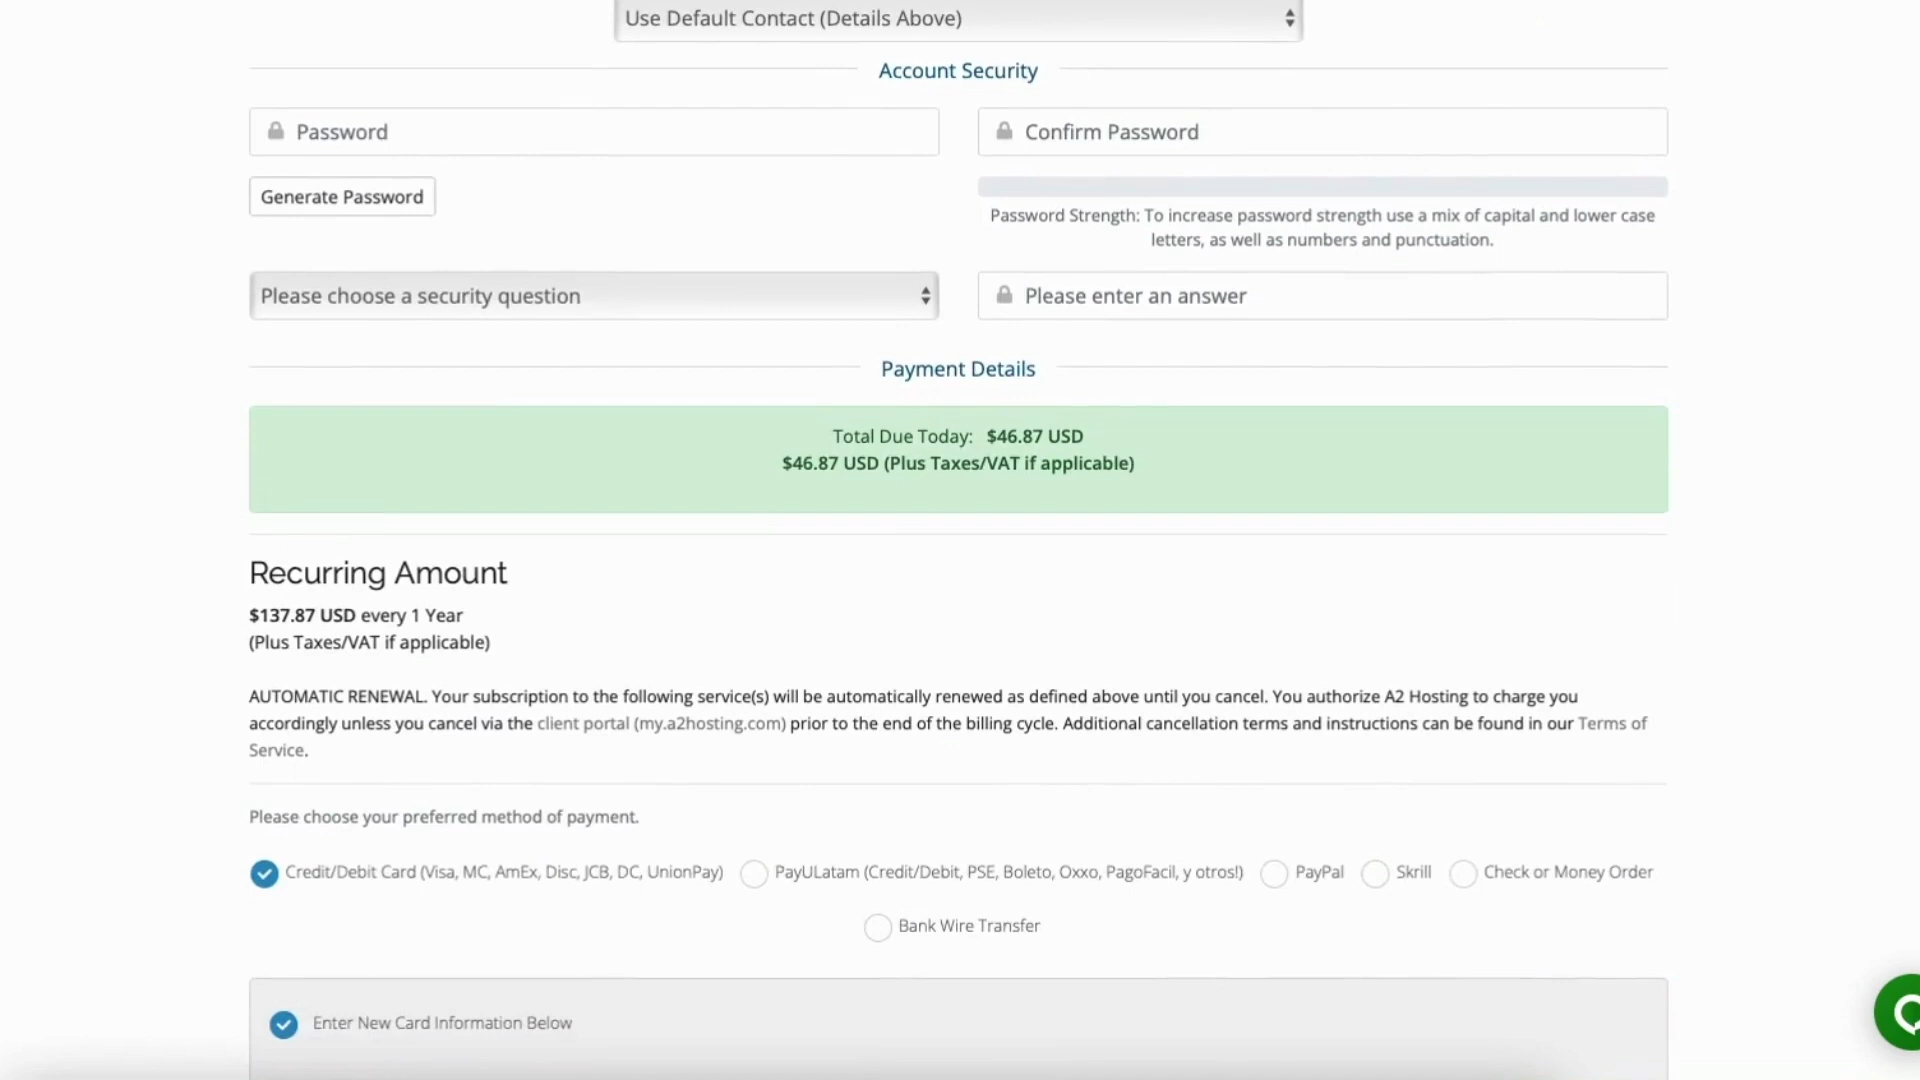 Use Default Contact (Details Above)
Account Security
Password
Confirm Password
Generate Password
Password Strength: To increase password strength use a mix of capital and lower case
letters, as well as numbers and punctuation.
Please choose a security question
Please enter an answer
Payment Details
Total Due Today: $46.87 USD
$46.87 USD (Plus Taxes/VAT if applicable)
Recurring Amount
$137.87 USD every 1 Year
(Plus Taxes/VAT if applicable)
AUTOMATIC RENEWAL. Your subscription to the following service(s) will be automatically renewed as defined above until you cancel. You authorize A2 Hosting to charge you
accordingly unless you cancel via the client portal (my.a2hosting.com) prior to the end of the billing cycle. Additional cancellation terms and instructions can be found in our Terms of
Service.
Please choose your preferred method of payment.
Credit/Debit Card (Visa, MC, AmEx, Disc, JCB, DC, UnionPay)
PayULatam (Credit/Debit, PSE, Boleto, Oxxo, PagoFacil, y otros!)
PayPal
Skrill
Check or Money Order
Bank Wire Transfer
Enter New Card Information Below